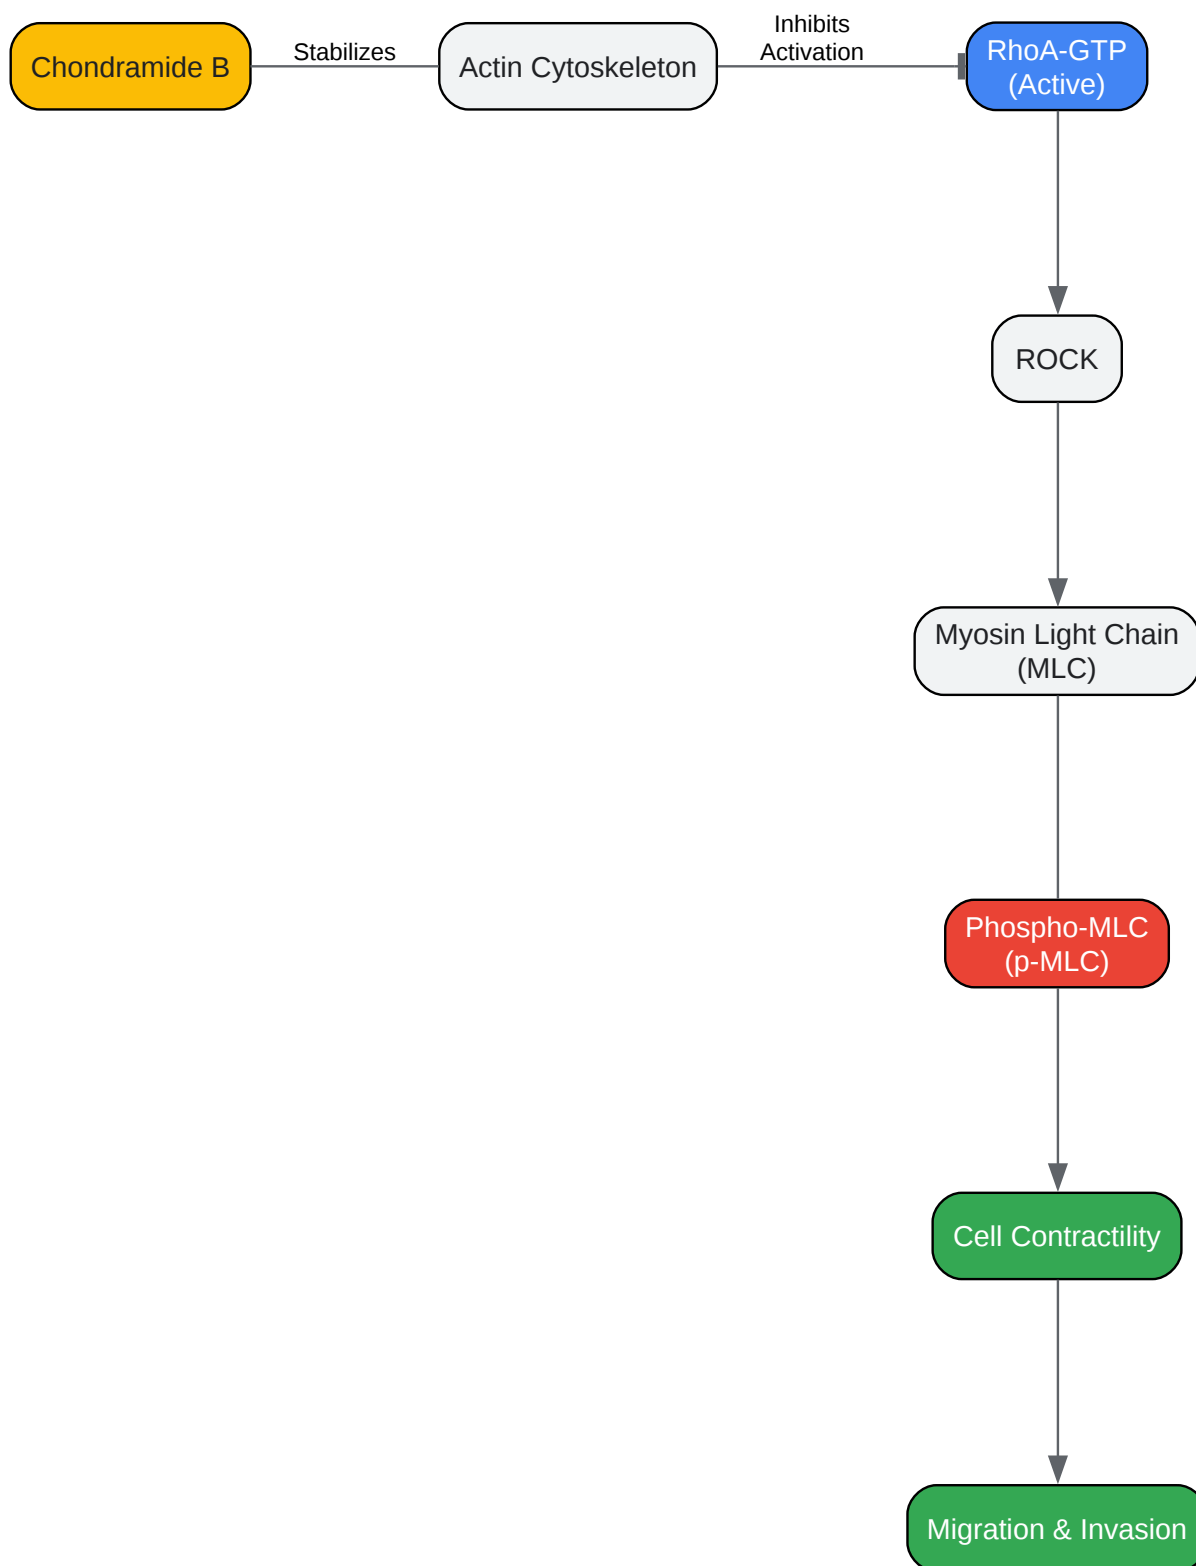 Chondramide B
Stabilizes
Actin Cytoskeleton
Inhibits
Activation
RhoA-GTP
(Active)
ROCK
Myosin Light Chain
(MLC)
Phospho-MLC
(p-MLC)
Cell Contractility
Migration & Invasion